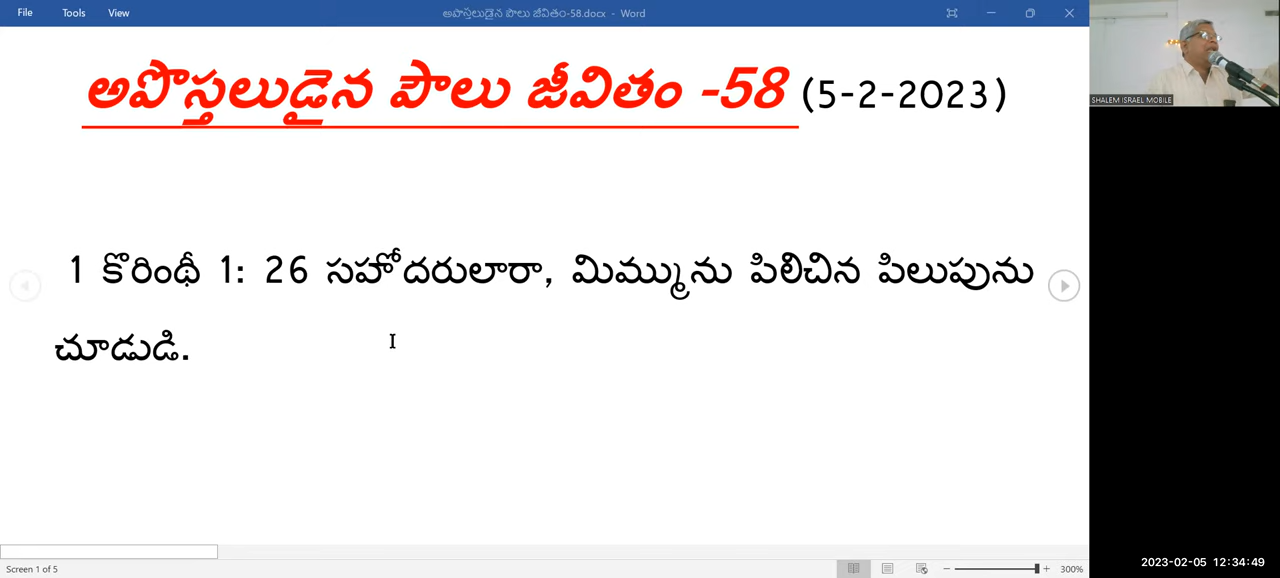 File Tools View అపొస్తలుడైన పౌలు జీవితం-58.docx - Word
అపొస్తలుడైన పౌలు జీవితం -58 (5-2-2023)
SHALEM ISRAEL MOBILE
1 కొరింథీ 1: 26 సహోదరులారా, మిమ్మును పిలిచిన పిలుపును
చూడుడి.
2023-02-05 12:34:49
Screen 1 of 5 300%